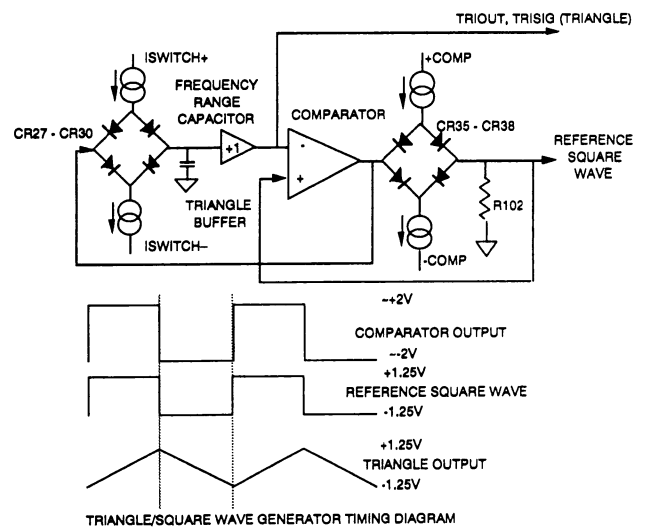 TRIOUT, TRISIG (TRIANGLE)
ISWITCH+
+COMP
FREQUENCY
RANGE
CAPACITOR
COMPARATOR
CR27 - CR30
CR35 - CR38
REFERENCE
SQUARE
WAVE
+1
-
+
TRIANGLE
BUFFER
R102
ISWITCH–
-COMP
~+2V
COMPARATOR OUTPUT
~-2V
+1.25V
REFERENCE SQUARE WAVE
-1.25V
+1.25V
TRIANGLE OUTPUT
-1.25V
TRIANGLE/SQUARE WAVE GENERATOR TIMING DIAGRAM